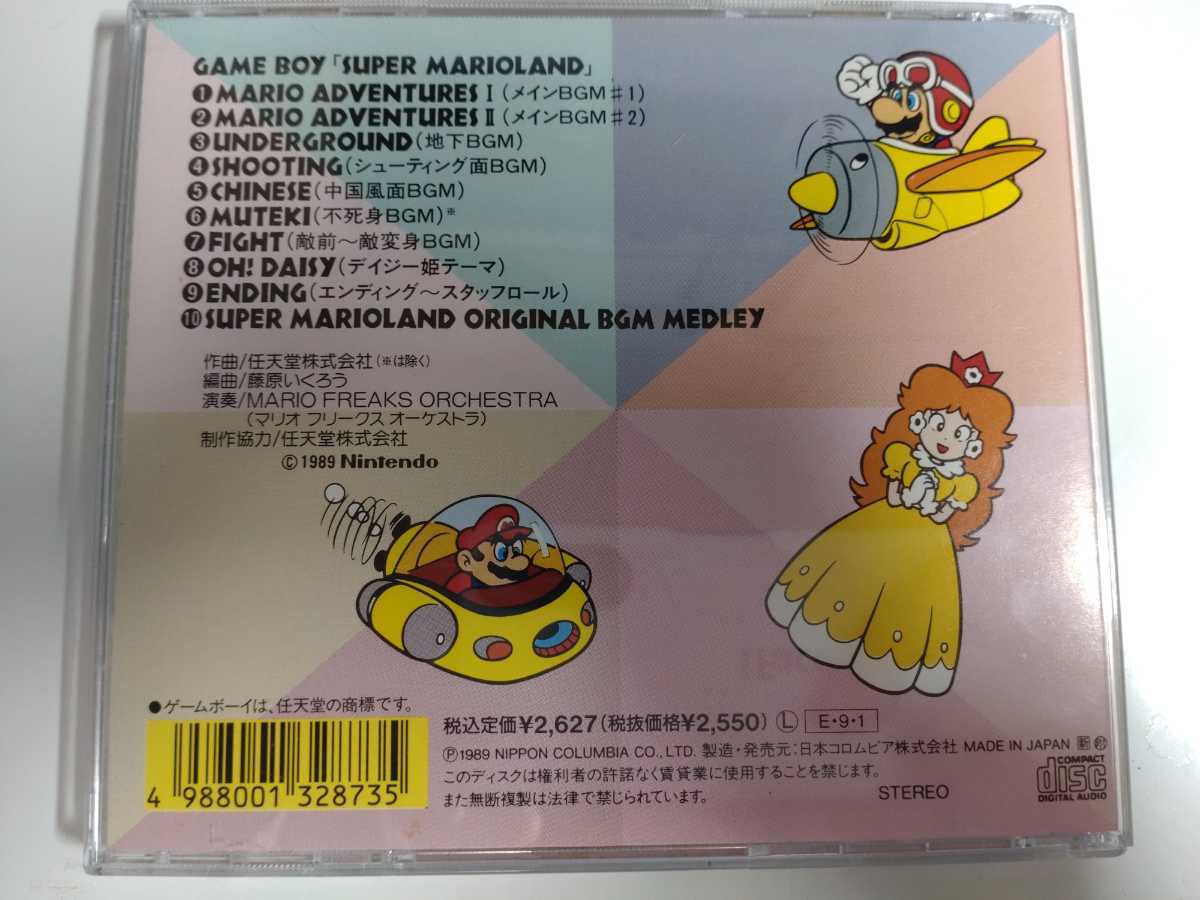 GAME BOY「SUPER MARIOLAND」
❶MARIO ADVENTURES Ⅰ(メインBGM♯1)
❷MARIO ADVENTURES Ⅱ(メインBGM♯2)
❸UNDERGROUND(地下BGM)
❹SHOOTING(シューティング面BGM)
❺CHINESE(中国風面BGM)
❻MUTEKI(不死身BGM)※
❼FIGHT(敵前〜敵変身BGM)
❽OH! DAISY(デイジー姫テーマ)
❾ENDING(エンディング〜スタッフロール)
❿SUPER MARIOLAND ORIGINAL BGM MEDLEY
作曲/任天堂株式会社(※は除く)
編曲/藤原いくろう
演奏/MARIO FREAKS ORCHESTRA
(マリオ フリークス オーケストラ)
制作協力/任天堂株式会社
©1989 Nintendo
●ゲームボーイは、任天堂の商標です。
4 988001 328735
税込定価¥2,627(税抜価格¥2,550) Ⓛ E・9・1
Ⓟ1989 NIPPON COLUMBIA CO., LTD. 製造・発売元:日本コロムビア株式会社 MADE IN JAPAN
このディスクは権利者の許諾なく賃貸業に使用することを禁じます。
また無断複製は法律で禁じられています。
STEREO
COMPACT
disc
DIGITAL AUDIO